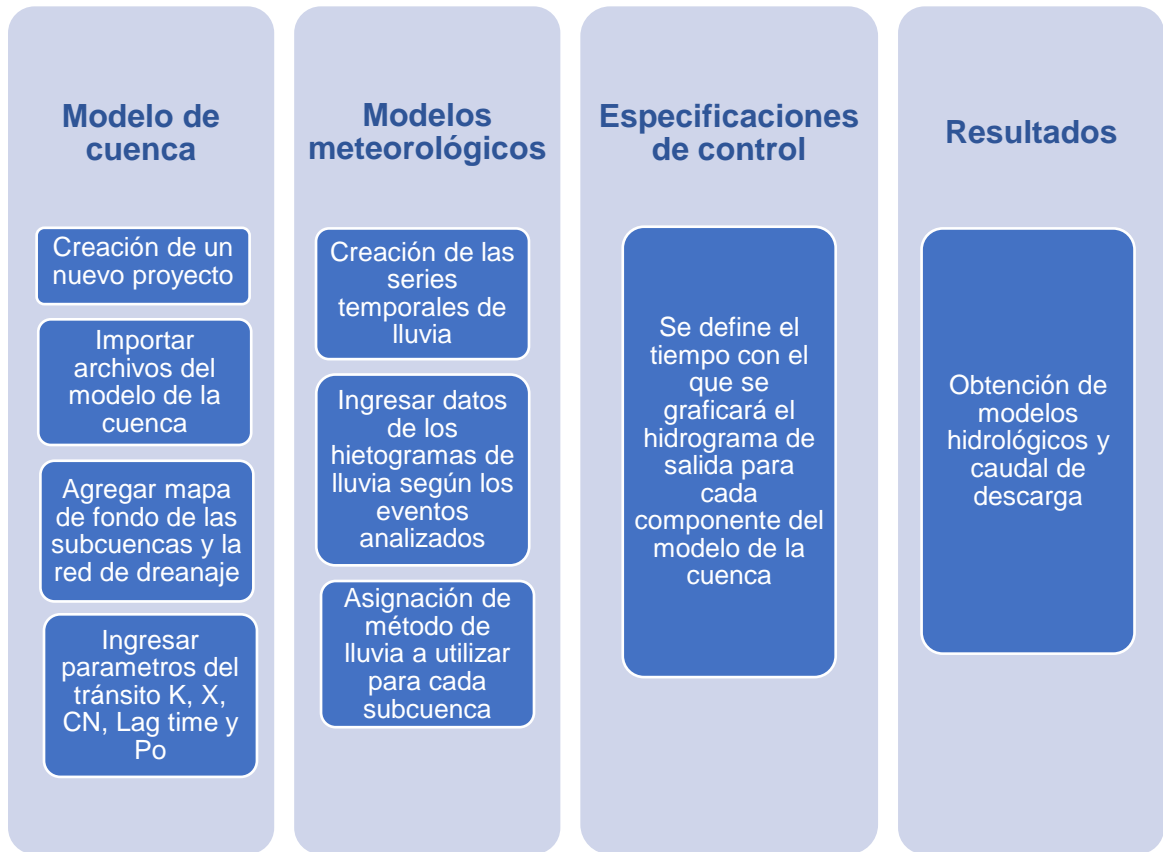 Modelo de
cuenca
Creación de un
nuevo proyecto
Importar
archivos del
modelo de la
cuenca
Agregar mapa
de fondo de las
subcuencas y la
red de dreanaje
Ingresar
parametros del
tránsito K, X,
CN, Lag time y
Po
Modelos
meteorológicos
Creación de las
series
temporales de
lluvia
Ingresar datos
de los
hietogramas de
lluvia según los
eventos
analizados
Asignación de
método de
lluvia a utilizar
para cada
subcuenca
Especificaciones
de control
Se define el
tiempo con el
que se
graficará el
hidrograma de
salida para
cada
componente del
modelo de la
cuenca
Resultados
Obtención de
modelos
hidrológicos y
caudal de
descarga